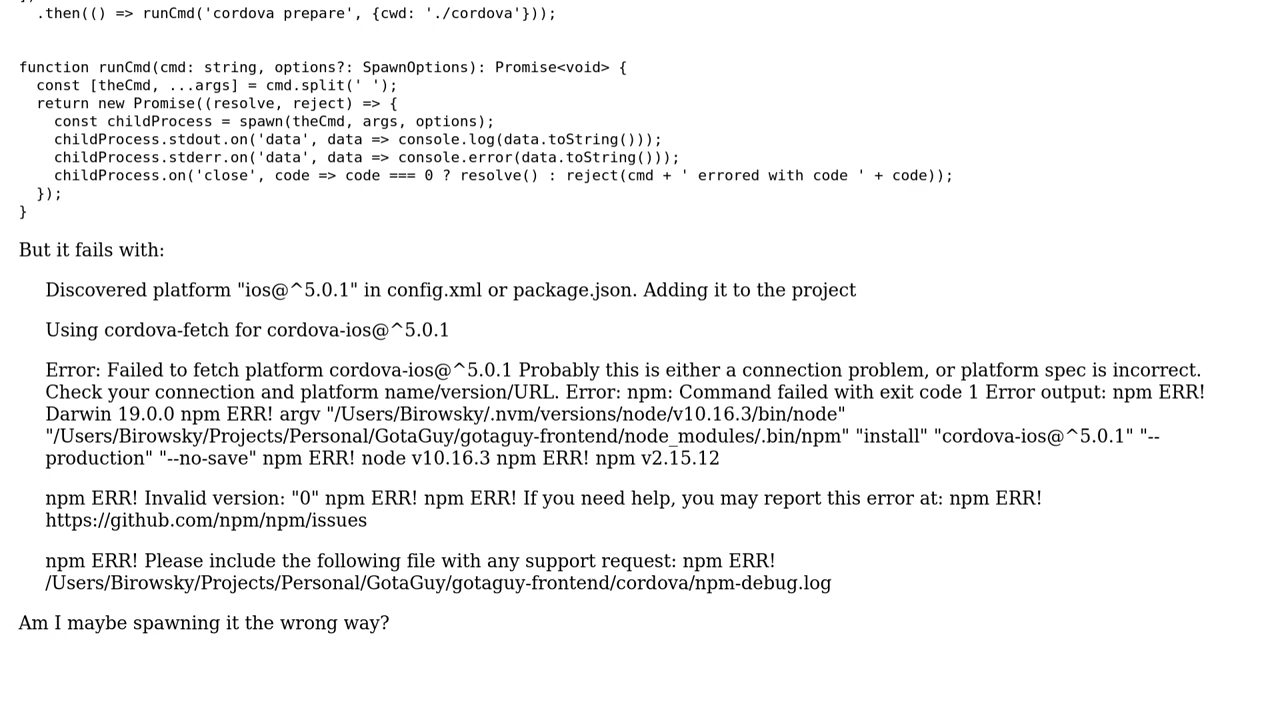 .then(() => runCmd('cordova prepare', {cwd: './cordova'}));
function runCmd(cmd: string, options?: SpawnOptions): Promise<void> {
const [theCmd, ...args] = cmd.split(' ');
return new Promise((resolve, reject) => {
const childProcess = spawn(theCmd, args, options);
childProcess.stdout.on('data', data => console.log(data.toString()));
childProcess.stderr.on('data', data => console.error(data.toString()));
childProcess.on('close', code => code === 0 ? resolve() : reject(cmd + ' errored with code ' + code));
});
}
But it fails with:
Discovered platform "ios@^5.0.1" in config.xml or package.json. Adding it to the project
Using cordova-fetch for cordova-ios@^5.0.1
Error: Failed to fetch platform cordova-ios@^5.0.1 Probably this is either a connection problem, or platform spec is incorrect.
Check your connection and platform name/version/URL. Error: npm: Command failed with exit code 1 Error output: npm ERR!
Darwin 19.0.0 npm ERR! argv "/Users/Birowsky/.nvm/versions/node/v10.16.3/bin/node"
"/Users/Birowsky/Projects/Personal/GotaGuy/gotaguy-frontend/node_modules/.bin/npm" "install" "cordova-ios@^5.0.1" "--
production" "--no-save" npm ERR! node v10.16.3 npm ERR! npm v2.15.12
npm ERR! Invalid version: "0" npm ERR! npm ERR! If you need help, you may report this error at: npm ERR!
https://github.com/npm/npm/issues
npm ERR! Please include the following file with any support request: npm ERR!
/Users/Birowsky/Projects/Personal/GotaGuy/gotaguy-frontend/cordova/npm-debug.log
Am I maybe spawning it the wrong way?